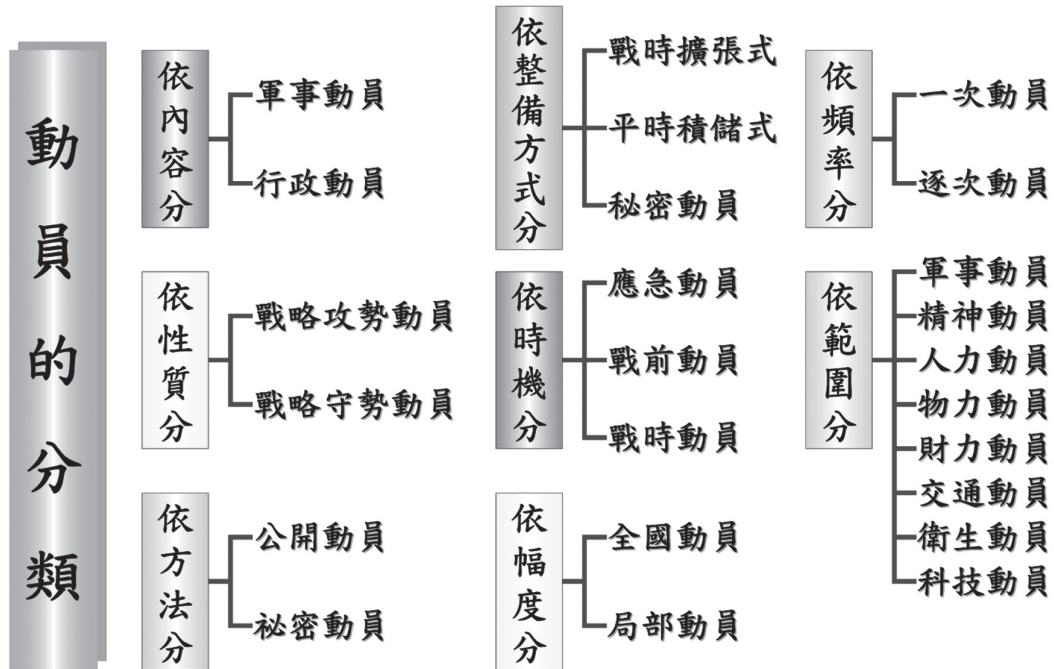 動員的分類
依內容分
軍事動員
行政動員
依性質分
戰略攻勢動員
戰略守勢動員
依方法分
公開動員
祕密動員
依整備方式分
戰時擴張式
平時積儲式
秘密動員
依時機分
應急動員
戰前動員
戰時動員
依幅度分
全國動員
局部動員
依頻率分
一次動員
逐次動員
依範圍分
軍事動員
精神動員
人力動員
物力動員
財力動員
交通動員
衛生動員
科技動員